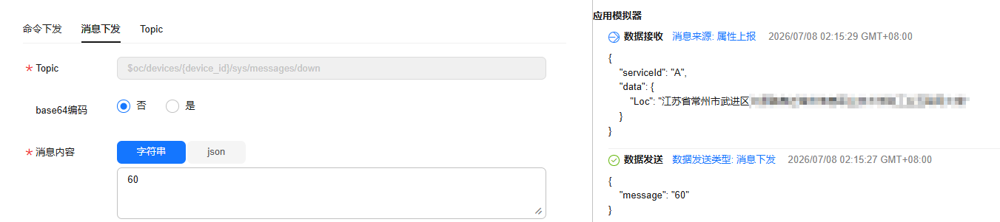 命令下发 消息下发 Topic
* Topic $oc/devices/{device_id}/sys/messages/down
base64编码 否 是
* 消息内容 字符串 json
60
应用模拟器
数据接收 消息来源: 属性上报 2026/07/08 02:15:29 GMT+08:00
{
"serviceId": "A",
"data": {
"Loc": "江苏省常州市武进区
}
}
数据发送 数据发送类型: 消息下发 2026/07/08 02:15:27 GMT+08:00
{
"message": "60"
}